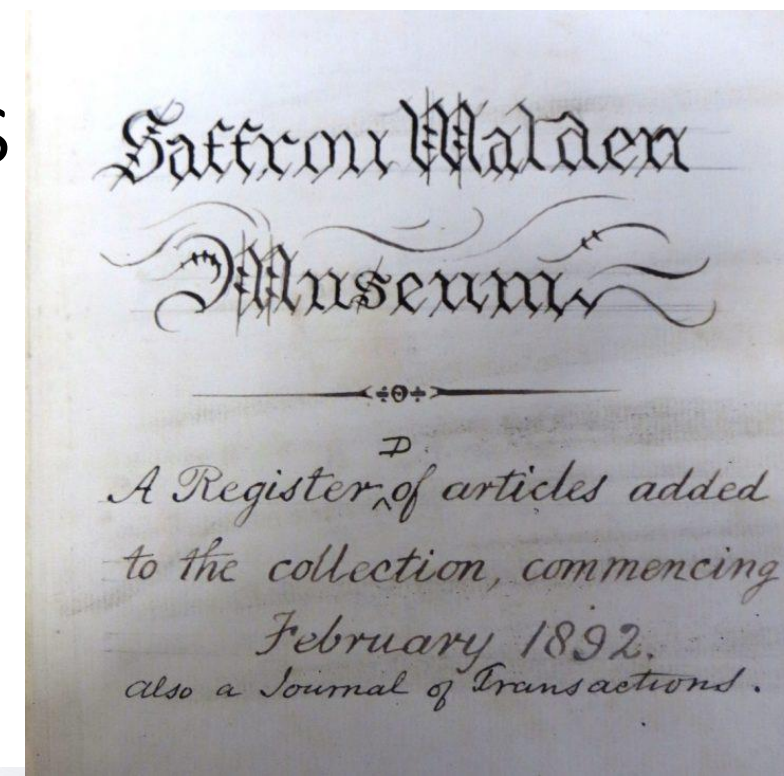 s
Saffron Walden
Museum.
D
A Register ^ of articles added
to the collection, commencing
February 1892.
also a Journal of Transactions.